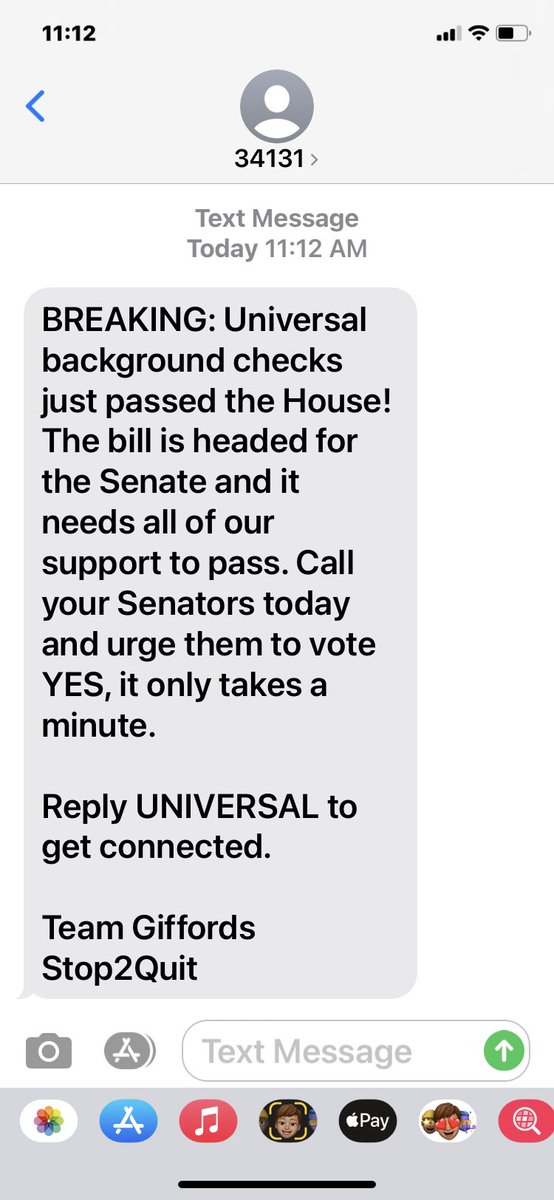 11:12
34131
Text Message
Today 11:12 AM
BREAKING: Universal
background checks
just passed the House!
The bill is headed for
the Senate and it
needs all of our
support to pass. Call
your Senators today
and urge them to vote
YES, it only takes a
minute.
Reply UNIVERSAL to
get connected.
Team Giffords
Stop2Quit
Text Message
Pay